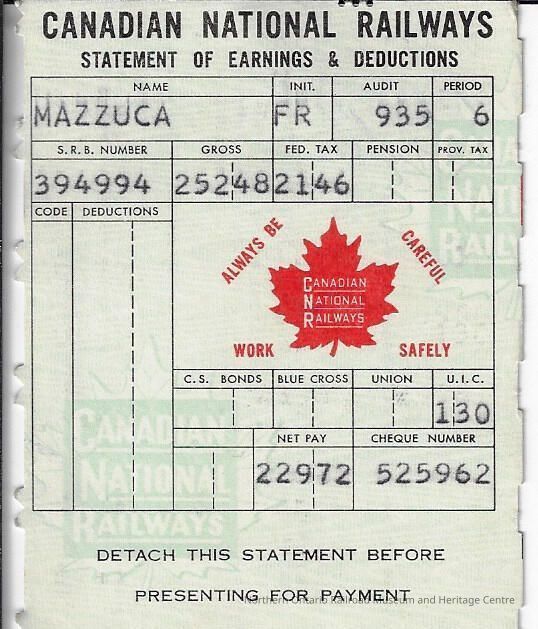 CANADIAN NATIONAL RAILWAYS
STATEMENT OF EARNINGS & DEDUCTIONS
NAME INIT. AUDIT PERIOD
MAZZUCA FR 935 6
S.R.B. NUMBER GROSS FED. TAX PENSION PROV. TAX
394994 25248 2146
CODE DEDUCTIONS
ALWAYS BE CAREFUL
CANADIAN
NATIONAL
RAILWAYS
WORK SAFELY
C.S. BONDS BLUE CROSS UNION U.I.C.
130
NET PAY CHEQUE NUMBER
22972 525962
CANADIAN
NATIONAL
RAILWAYS
DETACH THIS STATEMENT BEFORE
PRESENTING FOR PAYMENT
Northern Ontario Railroad Museum and Heritage Centre